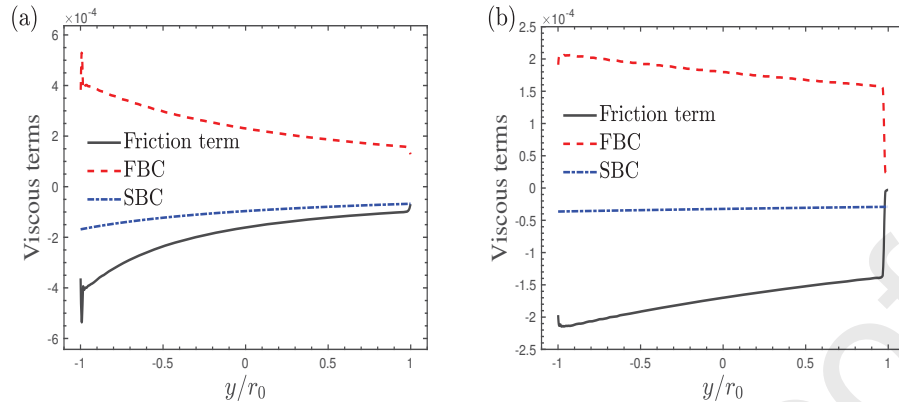 (a)
×10⁻⁴
6
4
2
0
-2
-4
-6
Viscous terms
Friction term
FBC
SBC
-1
-0.5
0
0.5
1
y/r₀
(b)
×10⁻⁴
2.5
2
1.5
1
0.5
0
-0.5
-1
-1.5
-2
-2.5
Viscous terms
Friction term
FBC
SBC
-1
-0.5
0
0.5
1
y/r₀